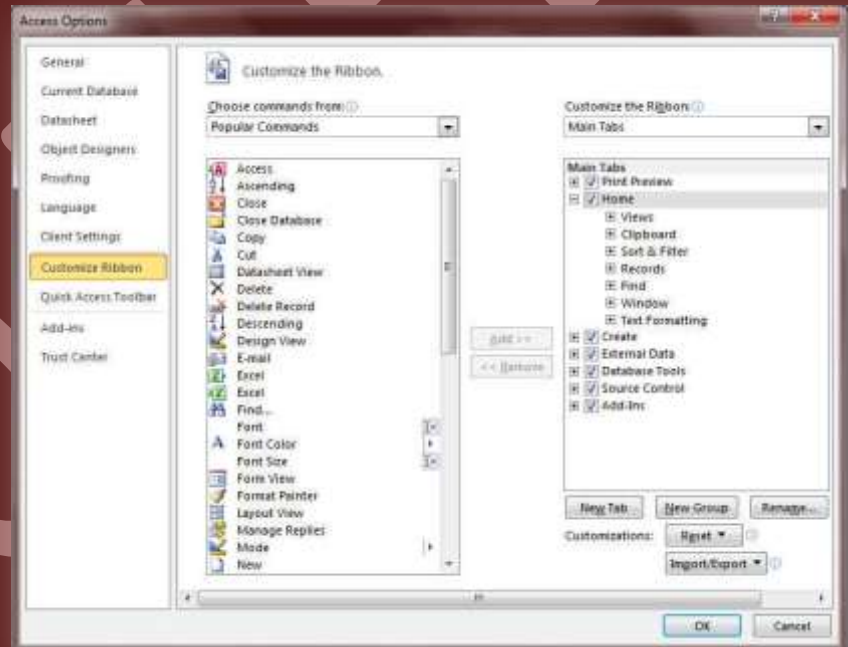 Access Options
General
Current Database
Datasheet
Object Designers
Proofing
Language
Client Settings
Customize Ribbon
Quick Access Toolbar
Add-Ins
Trust Center
Customize the Ribbon.
Choose commands from:
Popular Commands
Access
Ascending
Close
Close Database
Copy
Cut
Datasheet View
Delete
Delete Record
Descending
Design View
E-mail
Excel
Excel
Find...
Font
Font Color
Font Size
Form View
Format Painter
Layout View
Manage Replies
Mode
New
Add >>
<< Remove
Customize the Ribbon:
Main Tabs
Main Tabs
Print Preview
Home
Views
Clipboard
Sort & Filter
Records
Find
Window
Text Formatting
Create
External Data
Database Tools
Source Control
Add-Ins
New Tab New Group Rename...
Customizations: Reset
Import/Export
OK Cancel